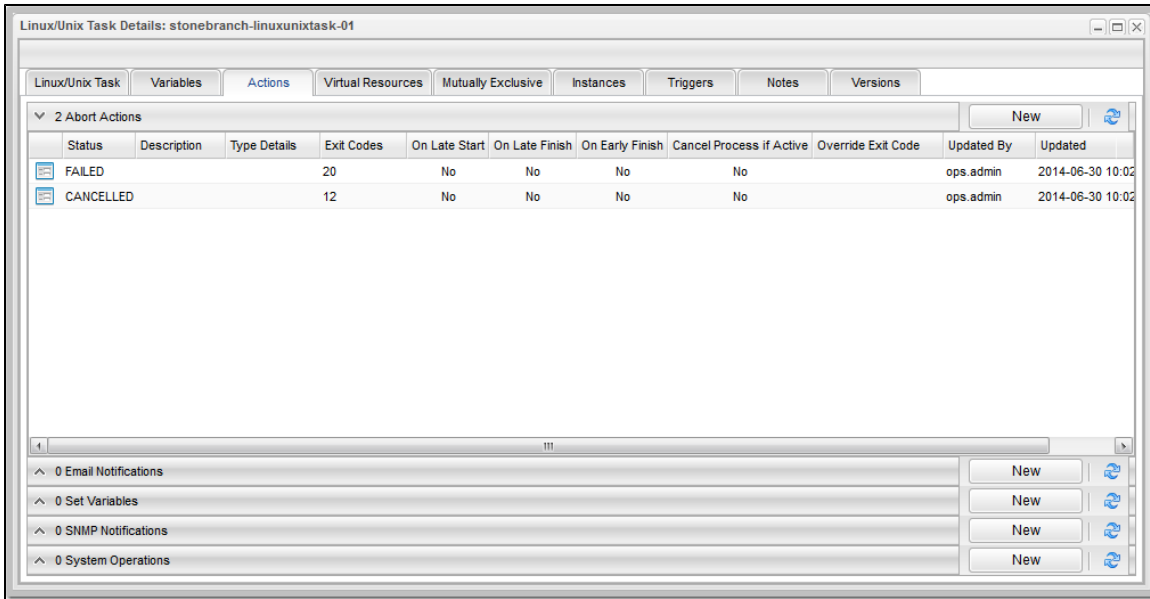 Linux/Unix Task Details: stonebranch-linuxunixtask-01
Linux/Unix Task Variables Actions Virtual Resources Mutually Exclusive Instances Triggers Notes Versions
2 Abort Actions New
Status Description Type Details Exit Codes On Late Start On Late Finish On Early Finish Cancel Process if Active Override Exit Code Updated By Updated
FAILED 20 No No No No ops.admin 2014-06-30 10:02
CANCELLED 12 No No No No ops.admin 2014-06-30 10:02
0 Email Notifications New
0 Set Variables New
0 SNMP Notifications New
0 System Operations New